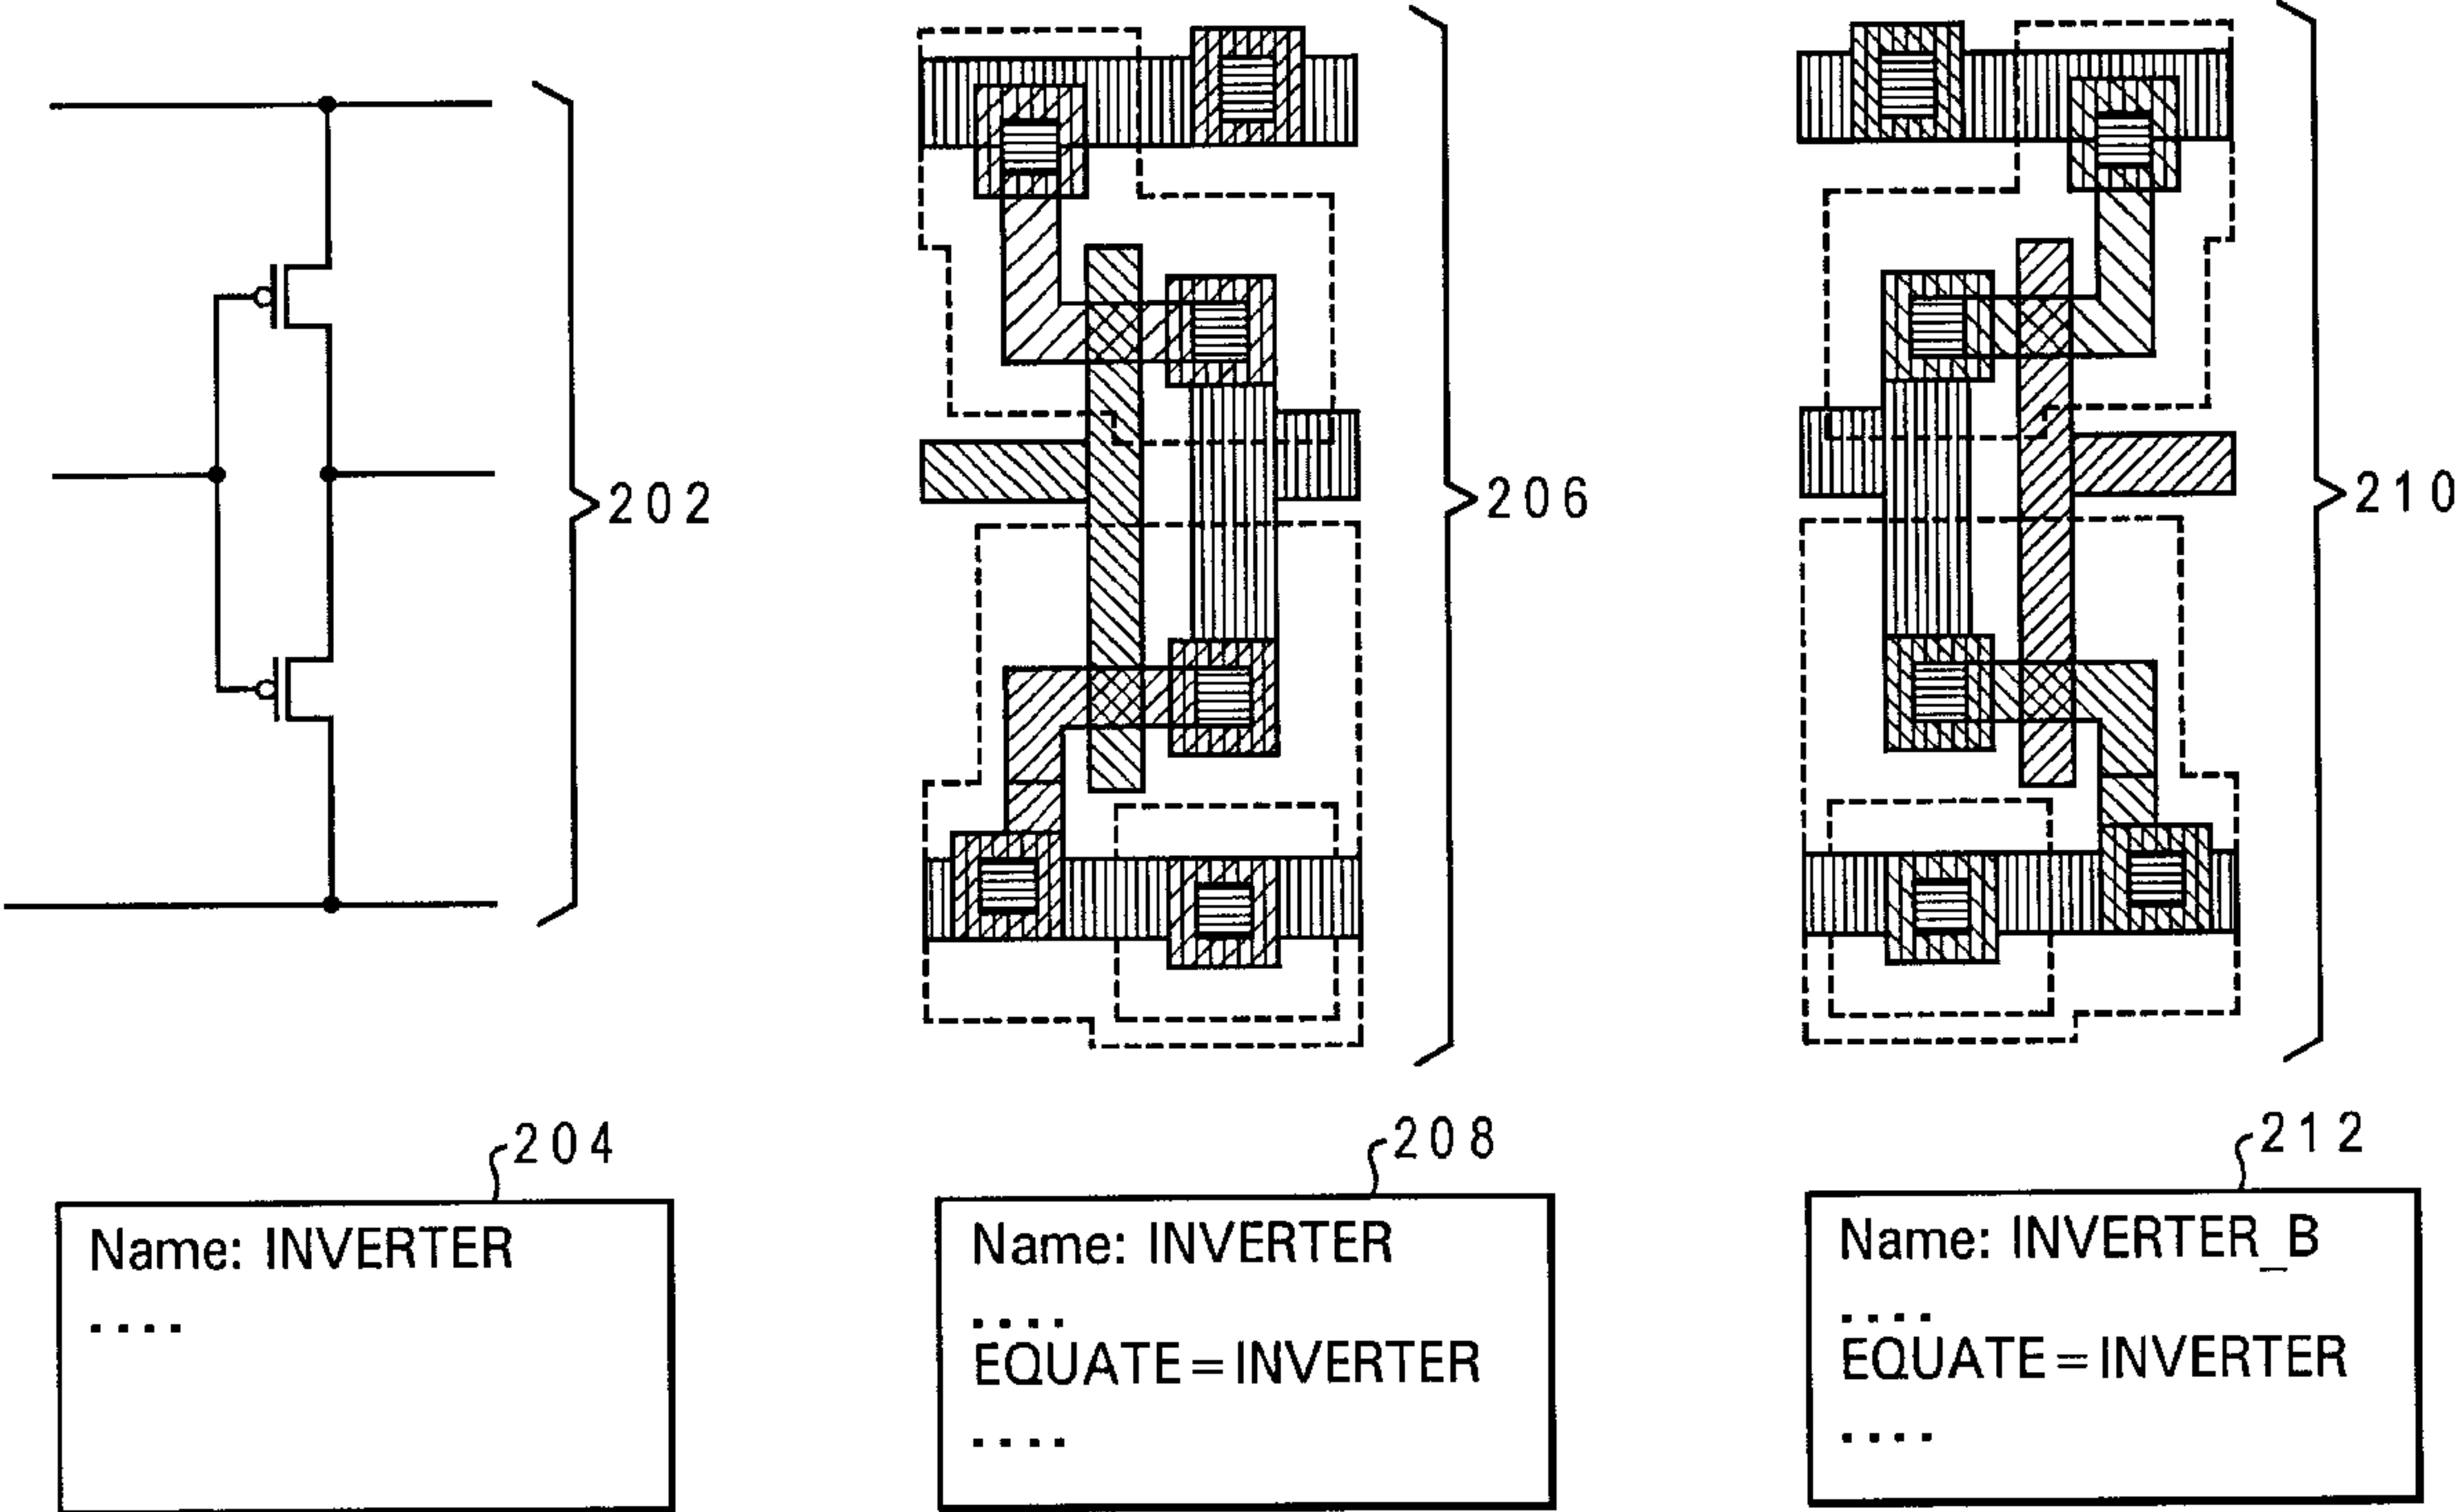 202
206
210
204
Name: INVERTER
....
208
Name: INVERTER
....
EQUATE=INVERTER
....
212
Name: INVERTER_B
....
EQUATE=INVERTER
....